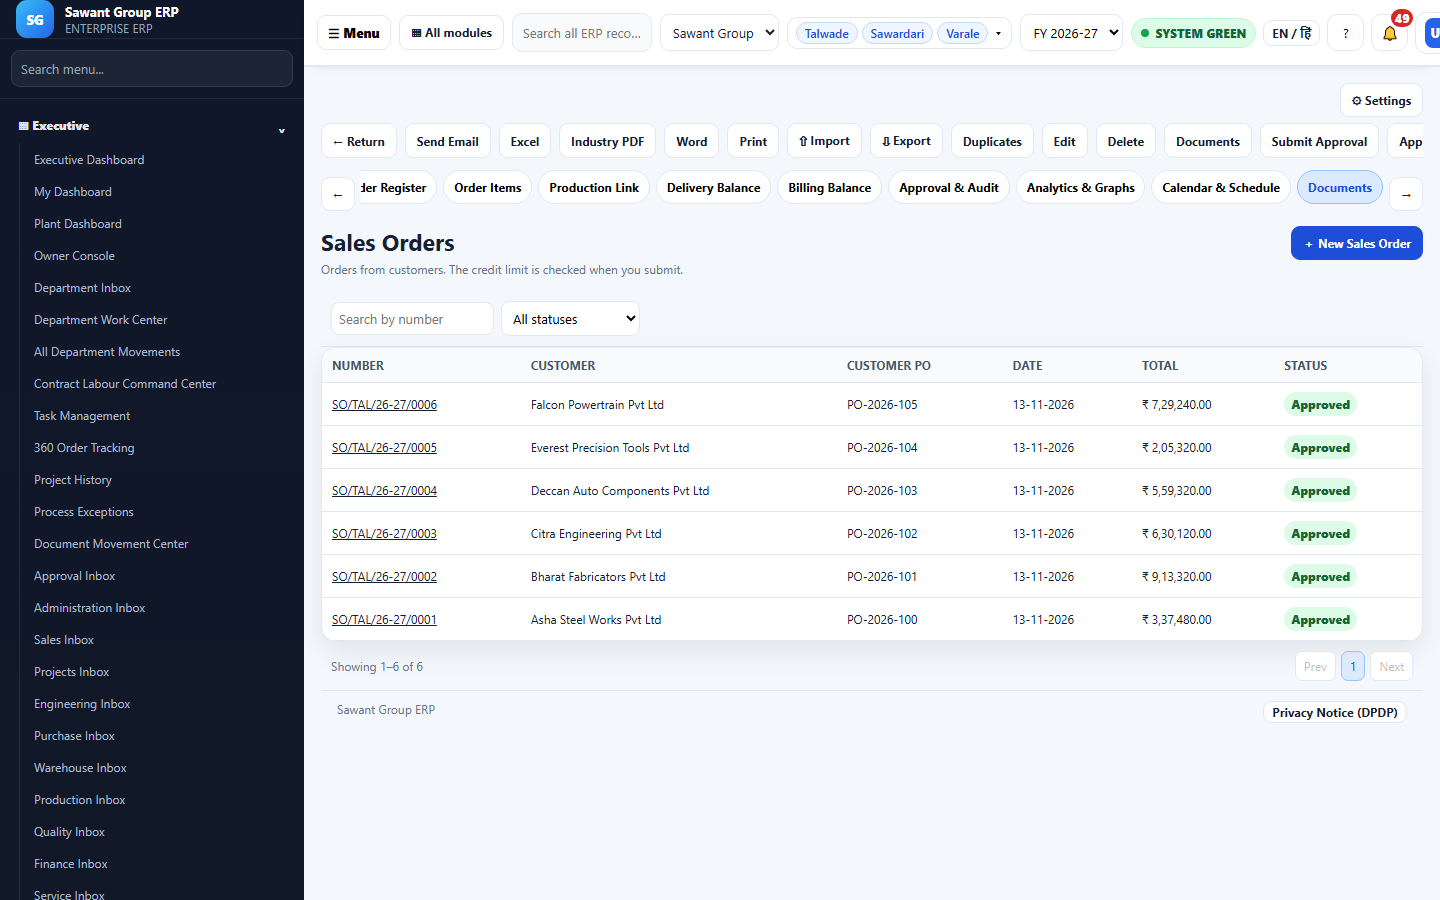 SG
Sawant Group ERP
ENTERPRISE ERP
☰ Menu
All modules
Search all ERP reco...
Sawant Group
Talwade
Sawardari
Varale
FY 2026-27
SYSTEM GREEN
EN / हिं
?
49
Search menu...
Executive
Executive Dashboard
My Dashboard
Plant Dashboard
Owner Console
Department Inbox
Department Work Center
All Department Movements
Contract Labour Command Center
Task Management
360 Order Tracking
Project History
Process Exceptions
Document Movement Center
Approval Inbox
Administration Inbox
Sales Inbox
Projects Inbox
Engineering Inbox
Purchase Inbox
Warehouse Inbox
Production Inbox
Quality Inbox
Finance Inbox
Service Inbox
⚙ Settings
← Return
Send Email
Excel
Industry PDF
Word
Print
⇧ Import
⇩ Export
Duplicates
Edit
Delete
Documents
Submit Approval
App
←
der Register
Order Items
Production Link
Delivery Balance
Billing Balance
Approval & Audit
Analytics & Graphs
Calendar & Schedule
Documents
→
Sales Orders
+ New Sales Order
Orders from customers. The credit limit is checked when you submit.
Search by number
All statuses
NUMBER CUSTOMER CUSTOMER PO DATE TOTAL STATUS
SO/TAL/26-27/0006 Falcon Powertrain Pvt Ltd PO-2026-105 13-11-2026 ₹ 7,29,240.00 Approved
SO/TAL/26-27/0005 Everest Precision Tools Pvt Ltd PO-2026-104 13-11-2026 ₹ 2,05,320.00 Approved
SO/TAL/26-27/0004 Deccan Auto Components Pvt Ltd PO-2026-103 13-11-2026 ₹ 5,59,320.00 Approved
SO/TAL/26-27/0003 Citra Engineering Pvt Ltd PO-2026-102 13-11-2026 ₹ 6,30,120.00 Approved
SO/TAL/26-27/0002 Bharat Fabricators Pvt Ltd PO-2026-101 13-11-2026 ₹ 9,13,320.00 Approved
SO/TAL/26-27/0001 Asha Steel Works Pvt Ltd PO-2026-100 13-11-2026 ₹ 3,37,480.00 Approved
Showing 1–6 of 6
Prev
1
Next
Sawant Group ERP
Privacy Notice (DPDP)